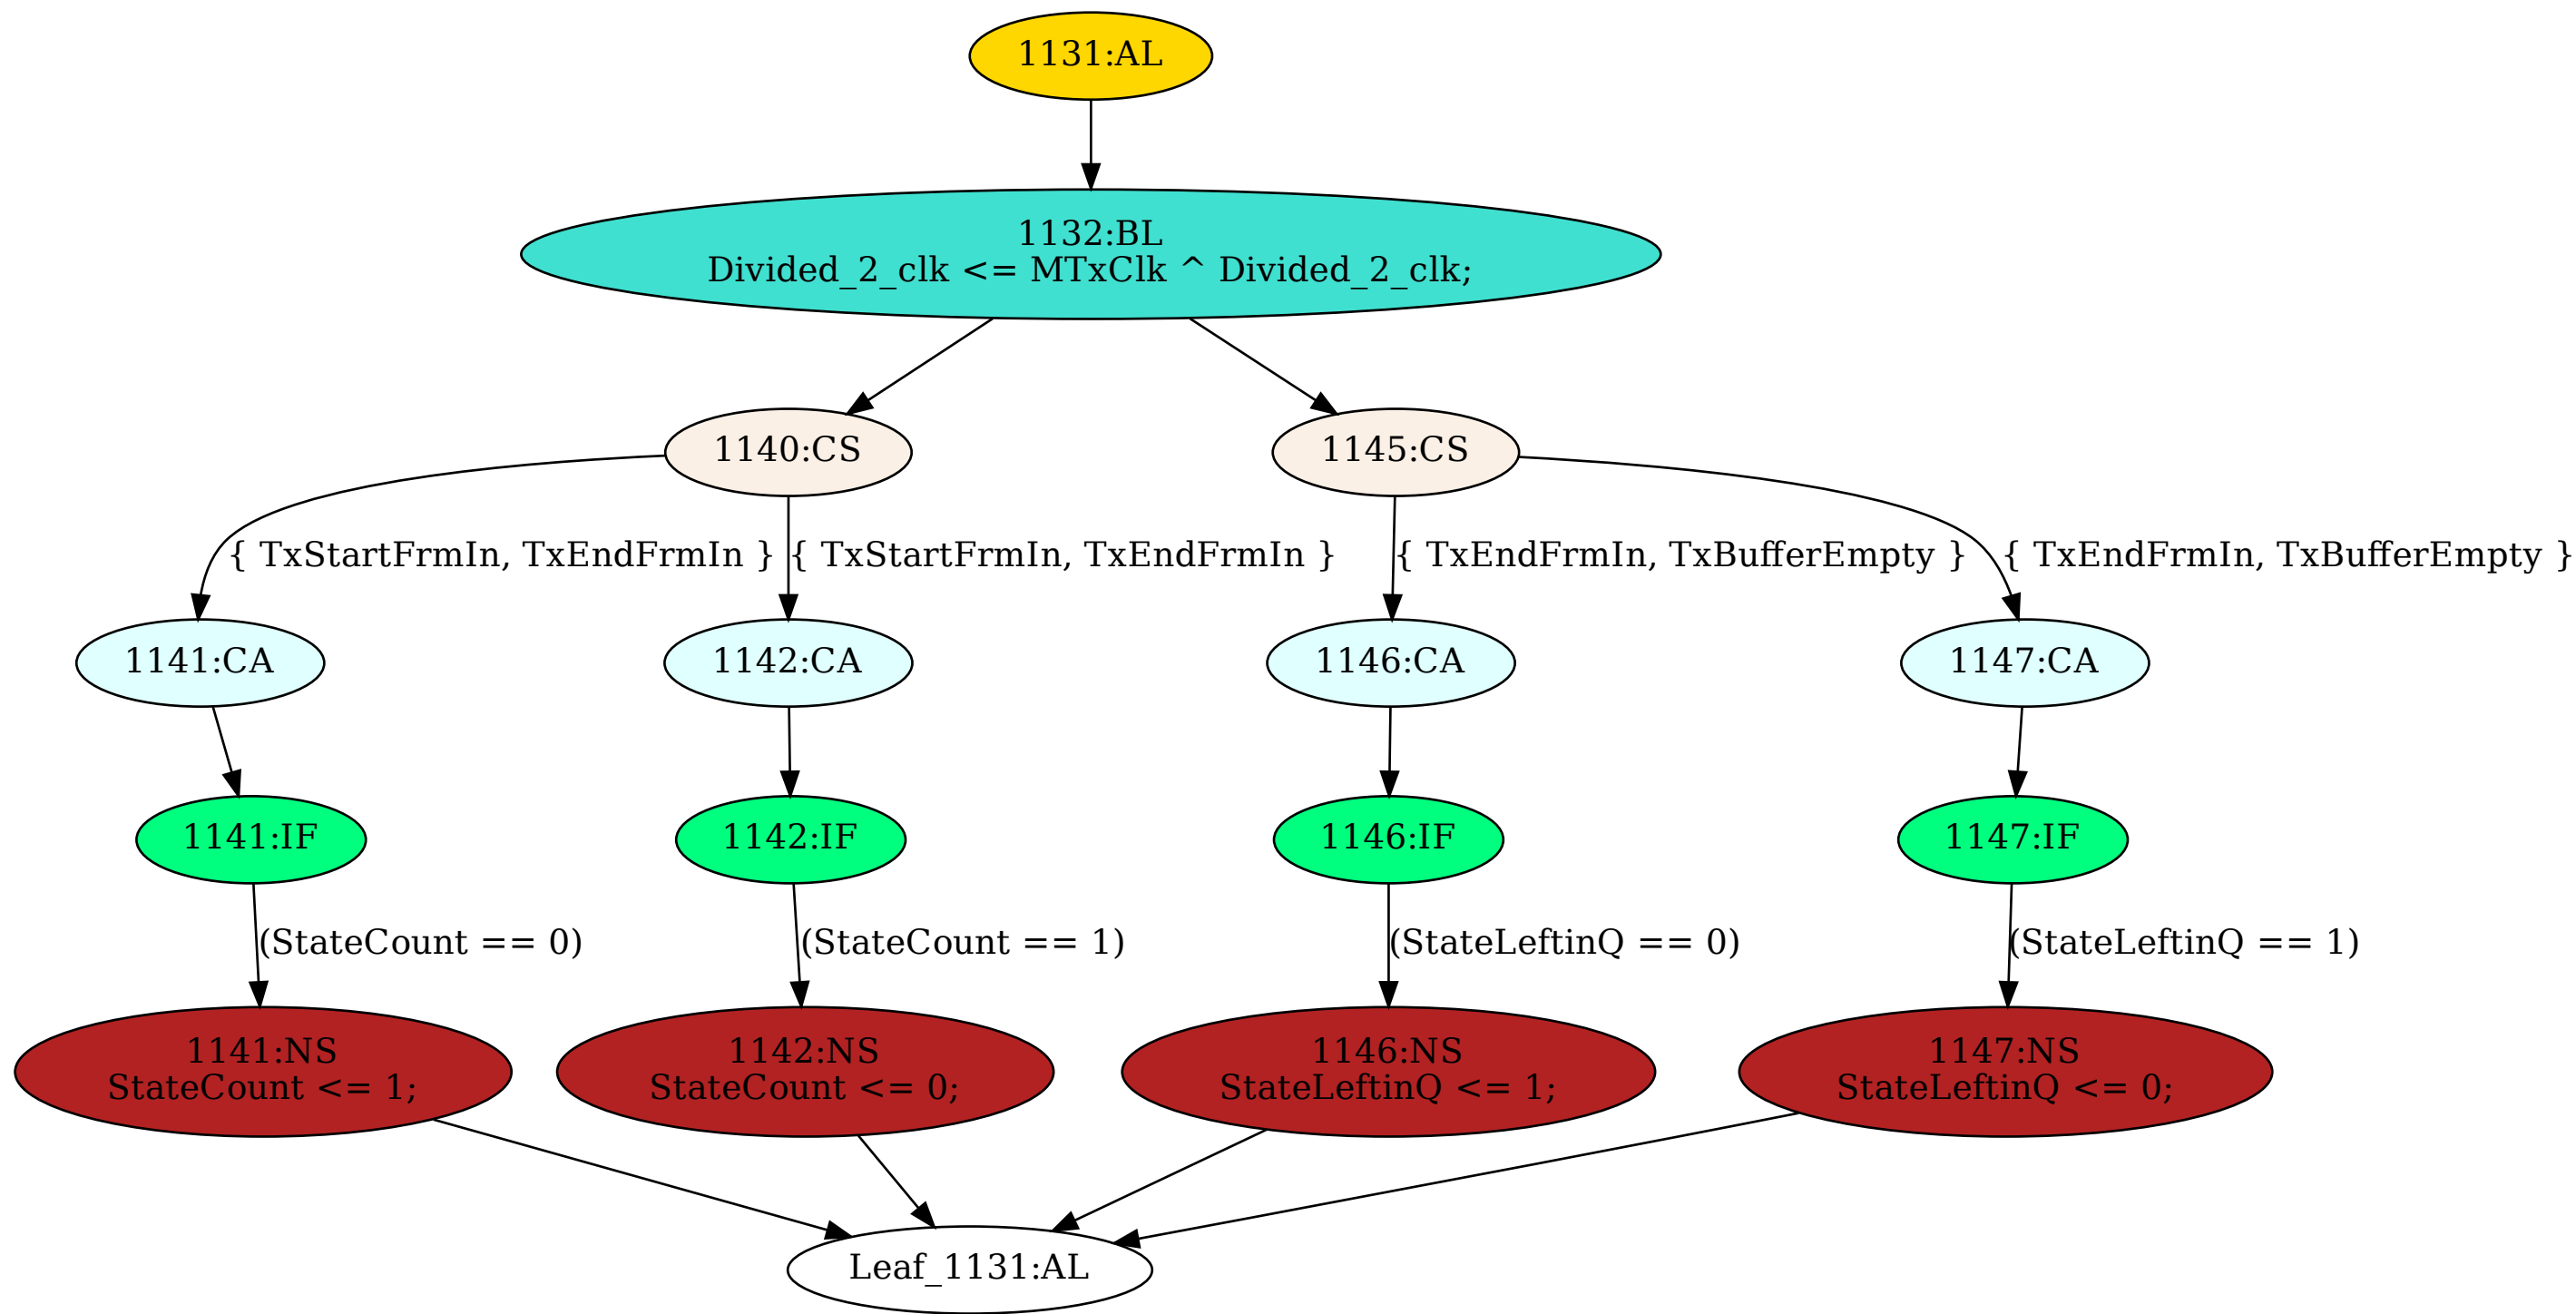 1131:AL
1132:BL
Divided_2_clk <= MTxClk ^ Divided_2_clk;
1140:CS
1145:CS
{ TxStartFrmIn, TxEndFrmIn }
{ TxStartFrmIn, TxEndFrmIn }
{ TxEndFrmIn, TxBufferEmpty }
{ TxEndFrmIn, TxBufferEmpty }
1141:CA
1142:CA
1146:CA
1147:CA
1141:IF
1142:IF
1146:IF
1147:IF
(StateCount == 0)
(StateCount == 1)
(StateLeftinQ == 0)
(StateLeftinQ == 1)
1141:NS
StateCount <= 1;
1142:NS
StateCount <= 0;
1146:NS
StateLeftinQ <= 1;
1147:NS
StateLeftinQ <= 0;
Leaf_1131:AL